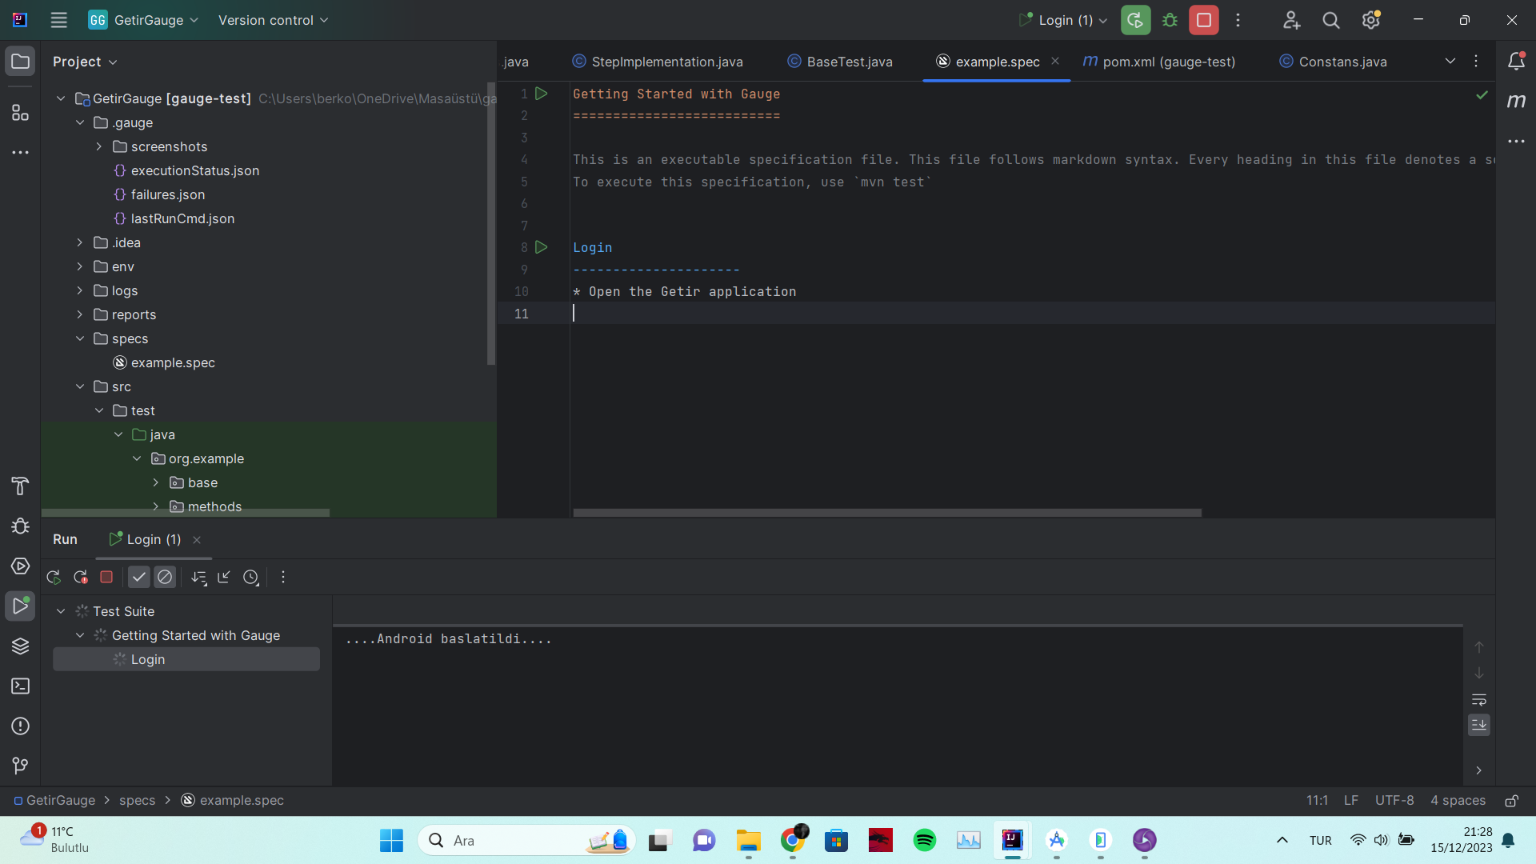 GG GetirGauge Version control Login (1)
Project
.java StepImplementation.java BaseTest.java example.spec pom.xml (gauge-test) Constans.java
GetirGauge [gauge-test] C:\Users\berko\OneDrive\Masaüstü\ga
.gauge
screenshots
executionStatus.json
failures.json
lastRunCmd.json
.idea
env
logs
reports
specs
example.spec
src
test
java
org.example
base
methods
1 Getting Started with Gauge
2 ==========================
3
4 This is an executable specification file. This file follows markdown syntax. Every heading in this file denotes a s
5 To execute this specification, use `mvn test`
6
7
8 Login
9 ---------------------
10 * Open the Getir application
11
Run Login (1)
Test Suite
Getting Started with Gauge
Login
....Android baslatildi....
GetirGauge > specs > example.spec 11:1 LF UTF-8 4 spaces
1 11°C
Bulutlu
Ara
TUR
21:28
15/12/2023